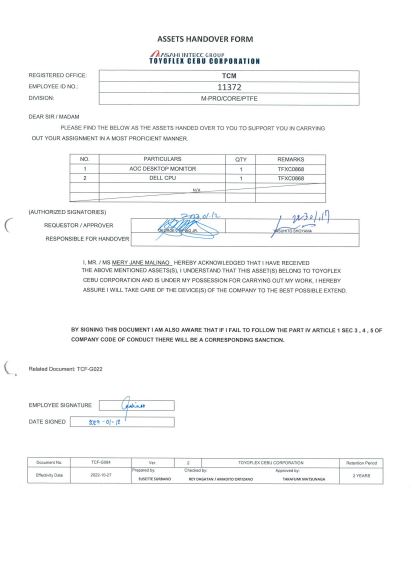 ASSETS HANDOVER FORM
ASAHI INTECC GROUP
TOYOFLEX CEBU CORPORATION
REGISTERED OFFICE: TCM
EMPLOYEE ID NO.: 11372
DIVISION: M-PRO/CORE/PTFE
DEAR SIR / MADAM
PLEASE FIND THE BELOW AS THE ASSETS HANDED OVER TO YOU TO SUPPORT YOU IN CARRYING
OUT YOUR ASSIGNMENT IN A MOST PROFICIENT MANNER.
NO. PARTICULARS QTY REMARKS
1 AOC DESKTOP MONITOR 1 TFXC0868
2 DELL CPU 1 TFXC0868
N/A
(AUTHORIZED SIGNATORIES)
REQUESTOR / APPROVER
RESPONSIBLE FOR HANDOVER
I, MR. / MS MERY JANE MALINAO, HEREBY ACKNOWLEDGED THAT I HAVE RECEIVED
THE ABOVE MENTIONED ASSETS(S), I UNDERSTAND THAT THIS ASSET(S) BELONG TO TOYOFLEX
CEBU CORPORATION AND IS UNDER MY POSSESSION FOR CARRYING OUT MY WORK, I HEREBY
ASSURE I WILL TAKE CARE OF THE DEVICE(S) OF THE COMPANY TO THE BEST POSSIBLE EXTEND.
BY SIGNING THIS DOCUMENT I AM ALSO AWARE THAT IF I FAIL TO FOLLOW THE PART IV ARTICLE 1 SEC 3 , 4 , 5 OF
COMPANY CODE OF CONDUCT THERE WILL BE A CORRESPONDING SANCTION.
Related Document: TCF-G022
EMPLOYEE SIGNATURE
DATE SIGNED
Document No. TCF-G084 Ver. 2 TOYOFLEX CEBU CORPORATION Retention Period
Effectivity Date 2022-10-27 Prepared by: Checked by: Approved by: 2 YEARS
SUSETTE SURBANO REY DAGATAN / AMADITO ORTIZANO TAKAFUMI MATSUNAGA